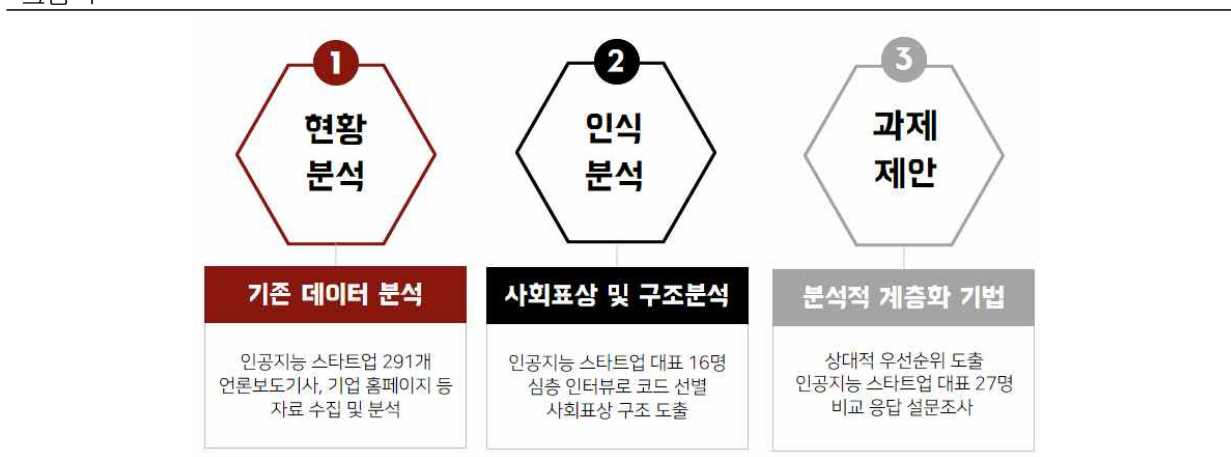 1
현황
분석
기존 데이터 분석
인공지능 스타트업 291개
언론보도기사, 기업 홈페이지 등
자료 수집 및 분석
2
인식
분석
사회표상 및 구조분석
인공지능 스타트업 대표 16명
심층 인터뷰로 코드 선별
사회표상 구조 도출
3
과제
제안
분석적 계층화 기법
상대적 우선순위 도출
인공지능 스타트업 대표 27명
비교 응답 설문조사